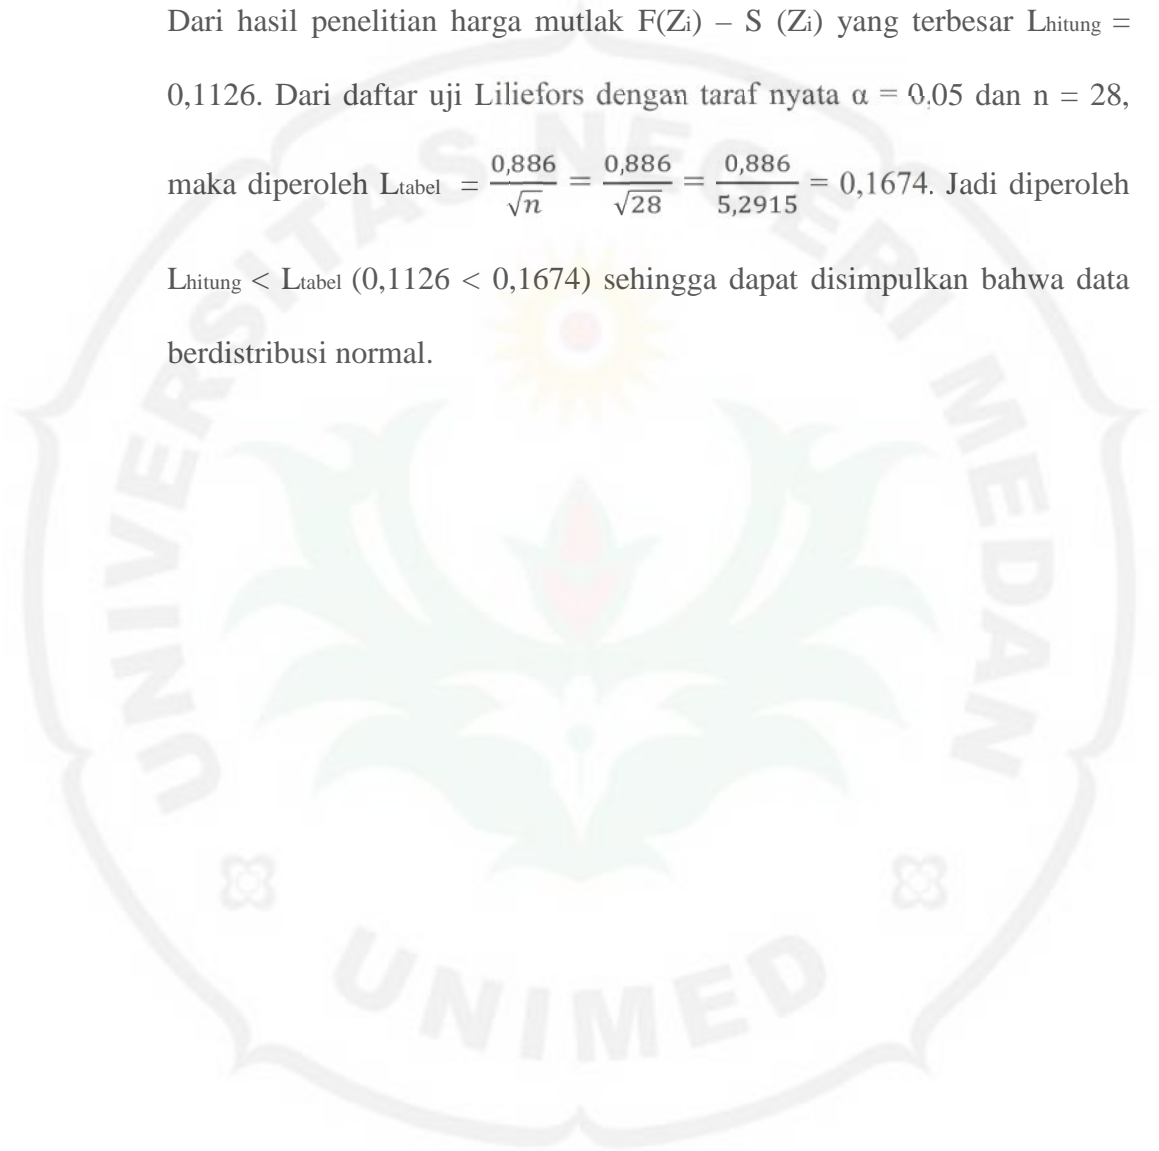 Dari hasil penelitian harga mutlak F(Zi) – S (Zi) yang terbesar Lhitung =
0,1126. Dari daftar uji Liliefors dengan taraf nyata α = 0,05 dan n = 28,
maka diperoleh Ltabel = 0,886/√n = 0,886/√28 = 0,886/5,2915 = 0,1674. Jadi diperoleh
Lhitung < Ltabel (0,1126 < 0,1674) sehingga dapat disimpulkan bahwa data
berdistribusi normal.
UNIVERSITAS NEGERI MEDAN
UNIMED